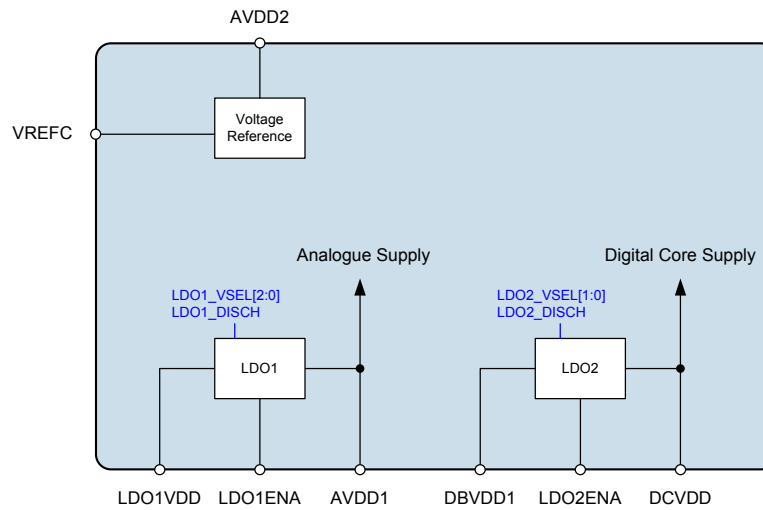 AVDD2
Voltage
Reference
VREFC
Analogue Supply
Digital Core Supply
LDO1_VSEL[2:0]
LDO1_DISCH
LDO2_VSEL[1:0]
LDO2_DISCH
LDO1
LDO2
LDO1VDD
LDO1ENA
AVDD1
DBVDD1
LDO2ENA
DCVDD